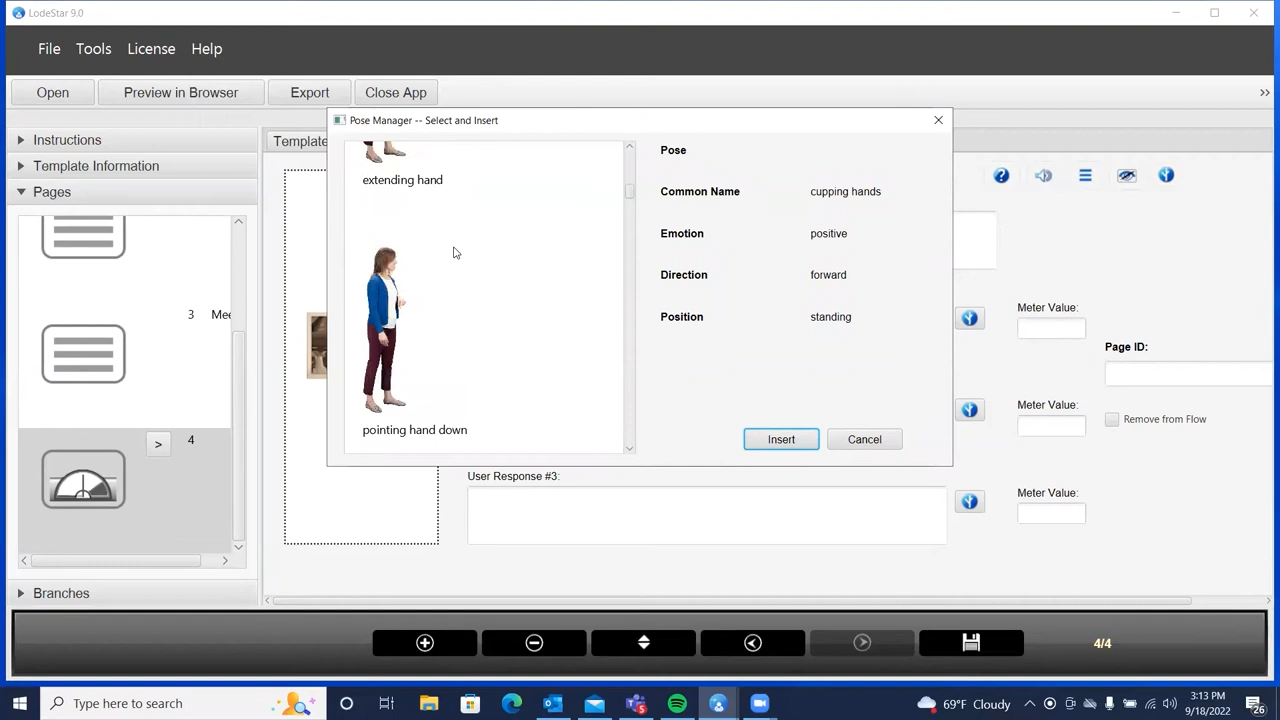 LodeStar 9.0
File Tools License Help
Open Preview in Browser Export Close App >>
Pose Manager -- Select and Insert
Instructions
Template
Template Information
Pages
extending hand
pointing hand down
Pose
Common Name cupping hands
Emotion positive
Direction forward
Position standing
Insert Cancel
3 Mee
> 4
Meter Value:
Page ID:
Meter Value:
Remove from Flow
User Response #3:
Meter Value:
Branches
4/4
Type here to search
69°F Cloudy
3:13 PM
9/18/2022
26